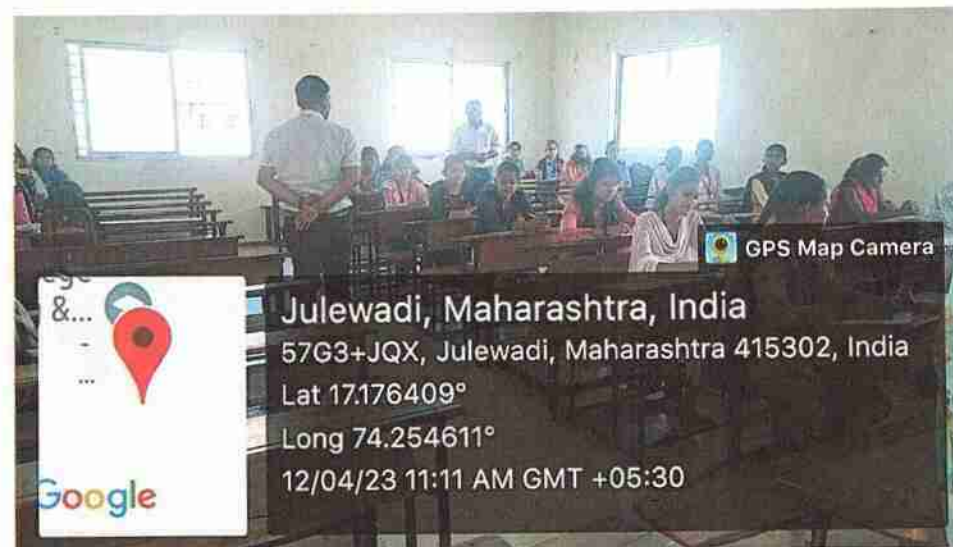 GPS Map Camera
&...
Julewadi, Maharashtra, India
57G3+JQX, Julewadi, Maharashtra 415302, India
Lat 17.176409°
Long 74.254611°
12/04/23 11:11 AM GMT +05:30
Google